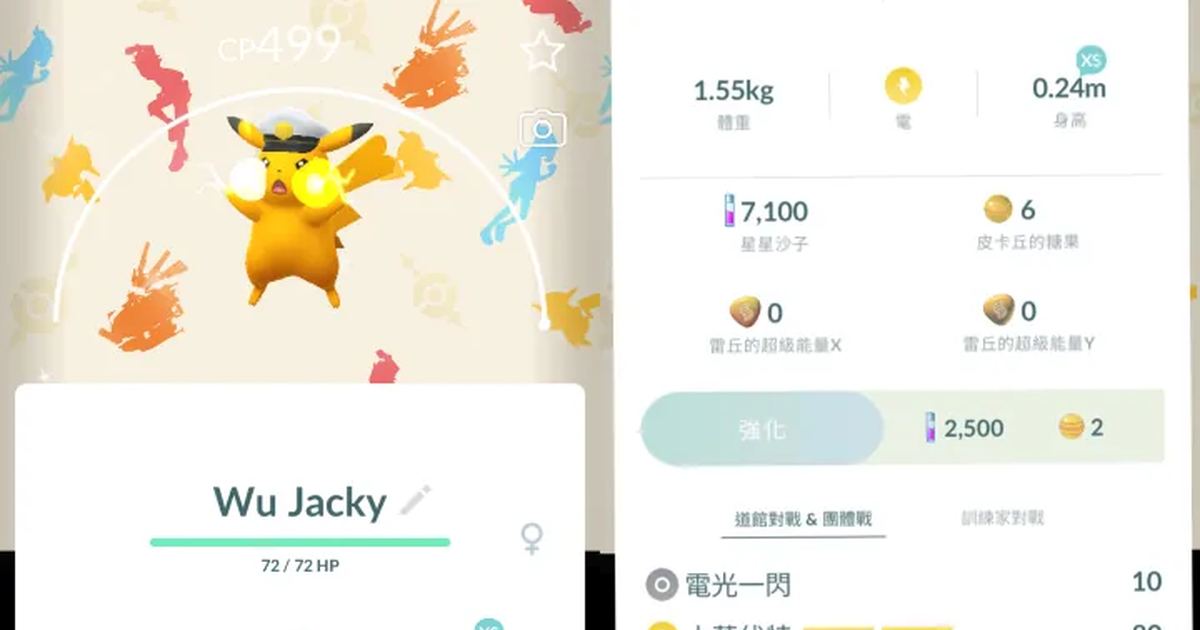 CP499
Wu Jacky
72 / 72 HP
XS
XS
1.55kg
體重
電
0.24m
身高
7,100
星星沙子
6
皮卡丘的糖果
0
雷丘的超級能量X
0
雷丘的超級能量Y
強化
2,500
2
道館對戰 & 團體戰
訓練家對戰
電光一閃
10